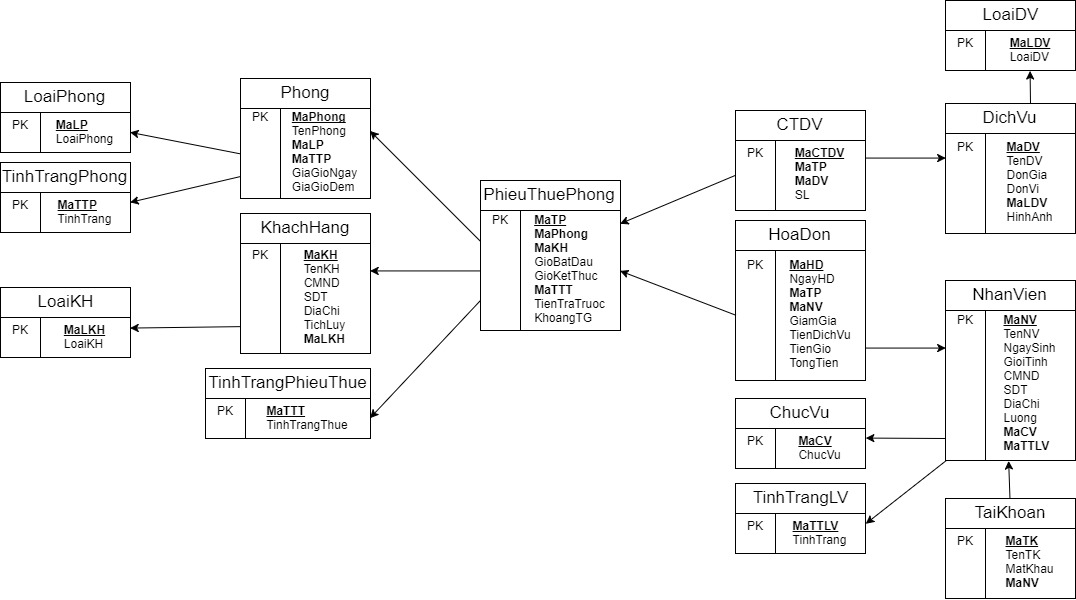 LoaiPhong
PK
MaLP
LoaiPhong
TinhTrangPhong
PK
MaTTP
TinhTrang
LoaiKH
PK
MaLKH
LoaiKH
Phong
PK
MaPhong
TenPhong
MaLP
MaTTP
GiaGioNgay
GiaGioDem
KhachHang
PK
MaKH
TenKH
CMND
SDT
DiaChi
TichLuy
MaLKH
TinhTrangPhieuThue
PK
MaTTT
TinhTrangThue
PhieuThuePhong
PK
MaTP
MaPhong
MaKH
GioBatDau
GioKetThuc
MaTTT
TienTraTruoc
KhoangTG
CTDV
PK
MaCTDV
MaTP
MaDV
SL
HoaDon
PK
MaHD
NgayHD
MaTP
MaNV
GiamGia
TienDichVu
TienGio
TongTien
ChucVu
PK
MaCV
ChucVu
TinhTrangLV
PK
MaTTLV
TinhTrang
LoaiDV
PK
MaLDV
LoaiDV
DichVu
PK
MaDV
TenDV
DonGia
DonVi
MaLDV
HinhAnh
NhanVien
PK
MaNV
TenNV
NgaySinh
GioiTinh
CMND
SDT
DiaChi
Luong
MaCV
MaTTLV
TaiKhoan
PK
MaTK
TenTK
MatKhau
MaNV